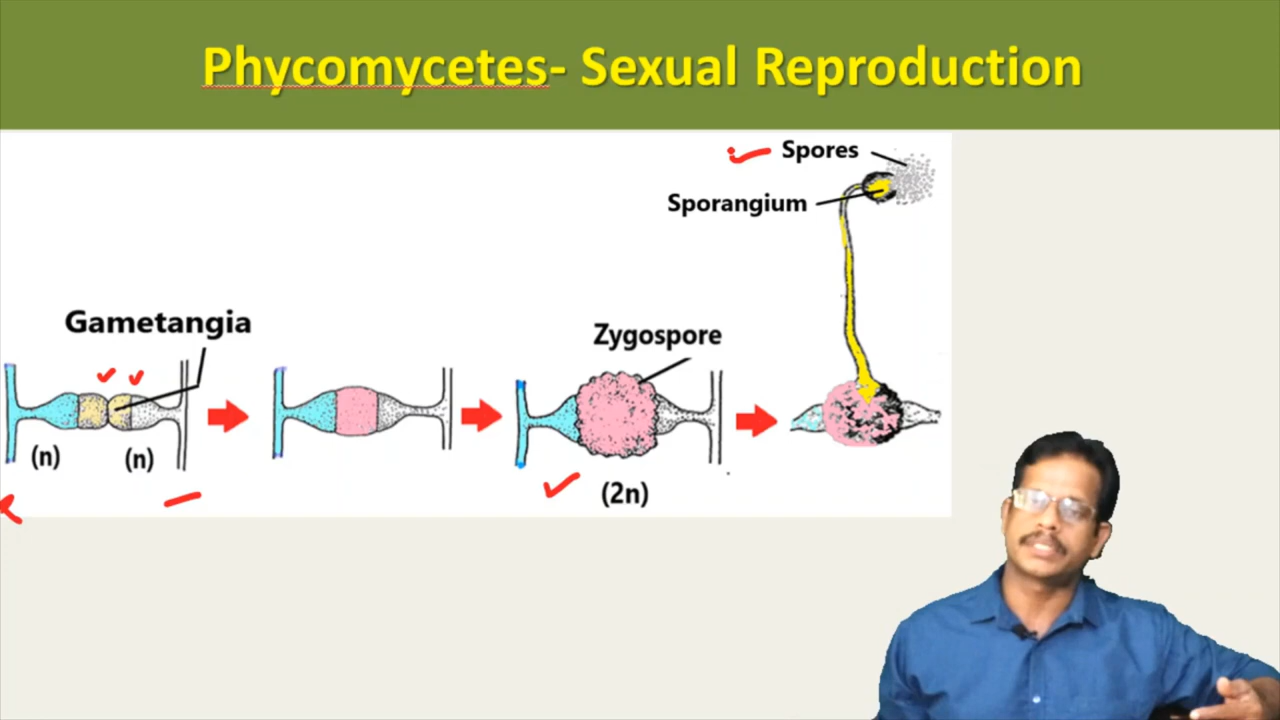 Phycomycetes- Sexual Reproduction
Spores
Sporangium
Gametangia
Zygospore
(n)
(n)
(2n)